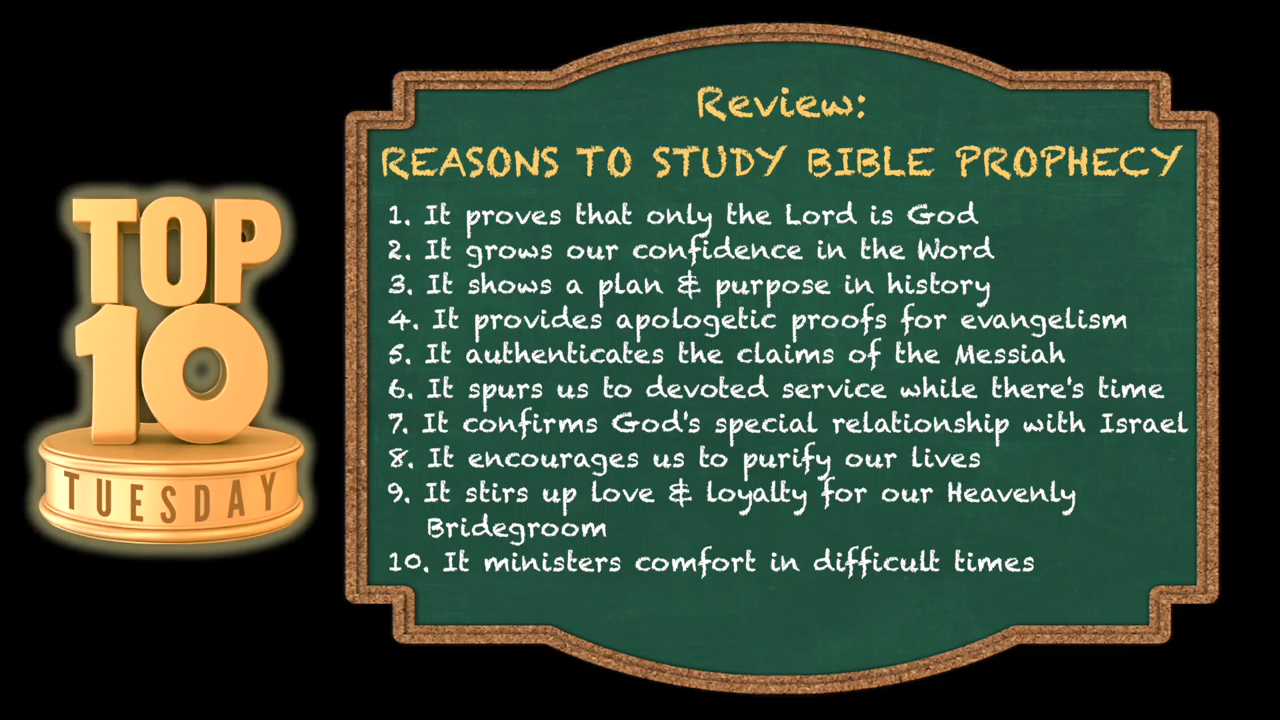 TOP
10
TUESDAY
Review:
REASONS TO STUDY BIBLE PROPHECY
1. It proves that only the Lord is God
2. It grows our confidence in the Word
3. It shows a plan & purpose in history
4. It provides apologetic proofs for evangelism
5. It authenticates the claims of the Messiah
6. It spurs us to devoted service while there's time
7. It confirms God's special relationship with Israel
8. It encourages us to purify our lives
9. It stirs up love & loyalty for our Heavenly
Bridegroom
10. It ministers comfort in difficult times